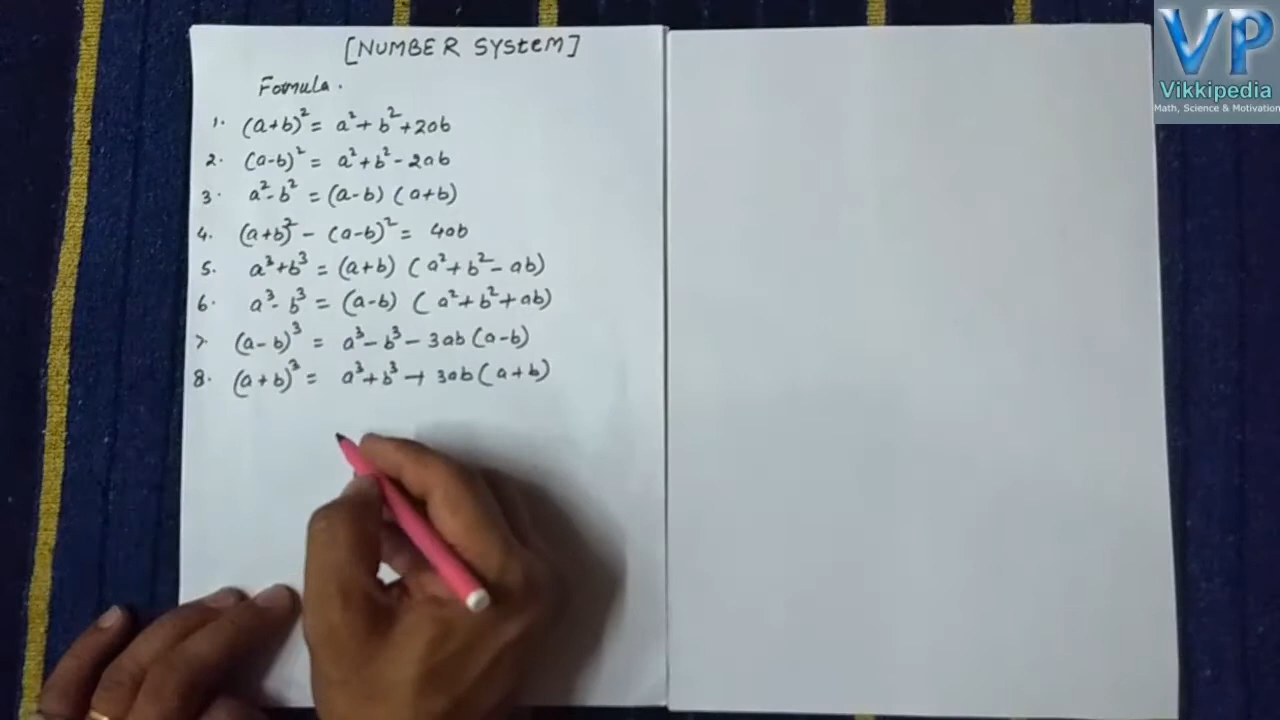 [NUMBER SYSTEM]
Formula.
1. (a+b)² = a² + b² + 2ab
2. (a-b)² = a² + b² - 2ab
3. a² - b² = (a-b) (a+b)
4. (a+b)² - (a-b)² = 4ab
5. a³ + b³ = (a+b) (a² + b² - ab)
6. a³ - b³ = (a-b) (a² + b² + ab)
7. (a-b)³ = a³ - b³ - 3ab (a-b)
8. (a+b)³ = a³ + b³ + 3ab (a+b)
VP
Vikkipedia
Math, Science & Motivation